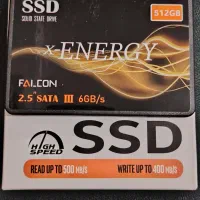 SSD
SOLID STATE DRIVE
512GB
x-ENERGY
FALCON
2.5" SATA III 6GB/s
HIGH
SPEED
SSD
READ UP TO 500 MB/s
WRITE UP TO 400 MB/s